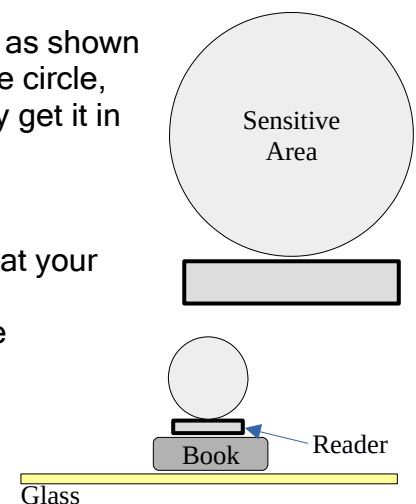 as shown
e circle,
y get it in
Sensitive
Area
at your
e
Reader
Book
Glass